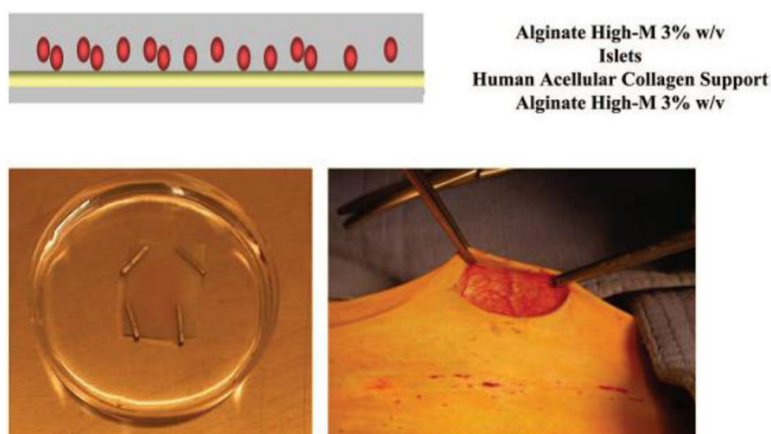 Alginate High-M 3% w/v
Islets
Human Acellular Collagen Support
Alginate High-M 3% w/v